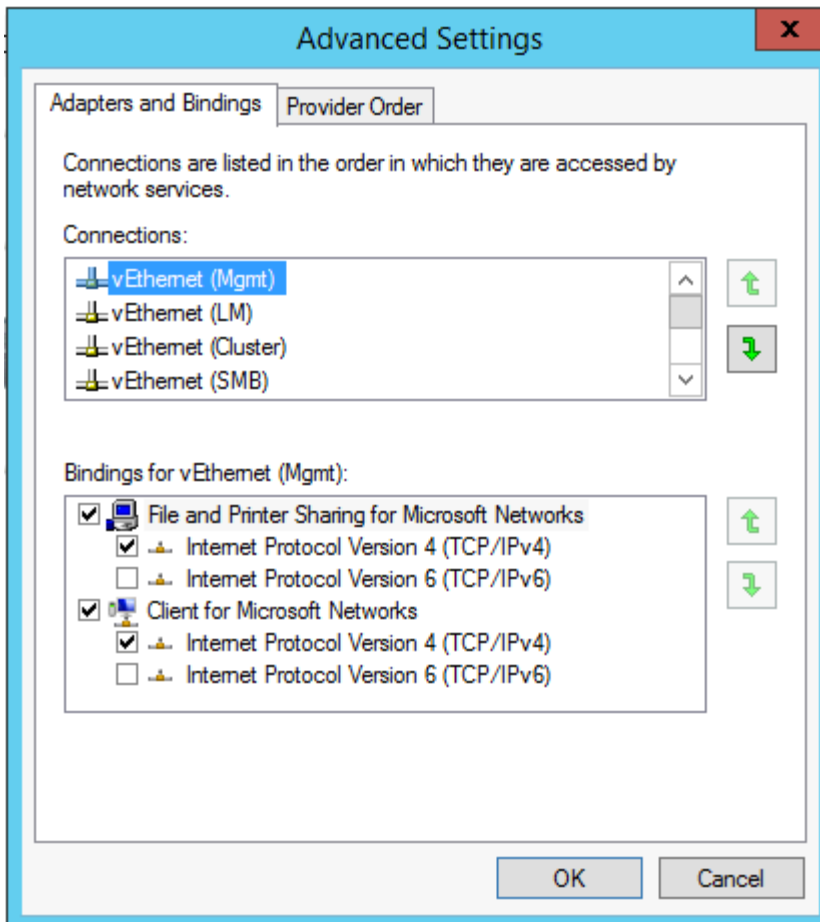 Advanced Settings
x
Adapters and Bindings
Provider Order
Connections are listed in the order in which they are accessed by
network services.
Connections:
vEthernet (Mgmt)
vEthernet (LM)
vEthernet (Cluster)
vEthernet (SMB)
Bindings for vEthernet (Mgmt):
File and Printer Sharing for Microsoft Networks
Internet Protocol Version 4 (TCP/IPv4)
Internet Protocol Version 6 (TCP/IPv6)
Client for Microsoft Networks
Internet Protocol Version 4 (TCP/IPv4)
Internet Protocol Version 6 (TCP/IPv6)
OK
Cancel